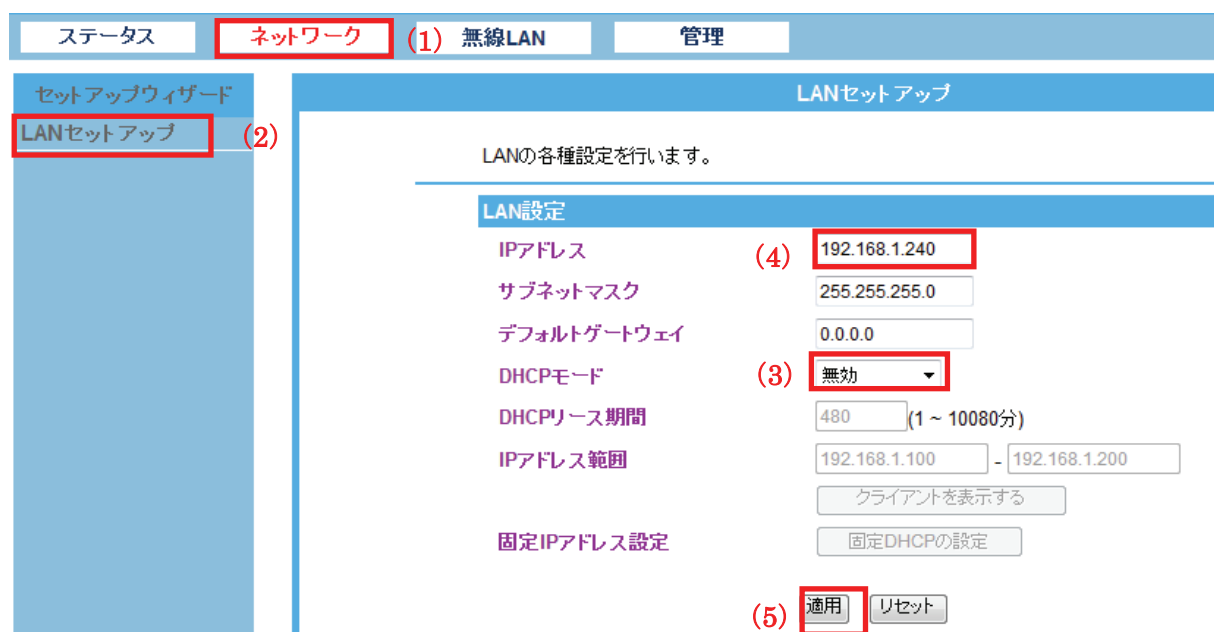 ステータス ネットワーク (1) 無線LAN 管理
セットアップウィザード
LANセットアップ (2)
LANセットアップ
LANの各種設定を行います。
LAN設定
IPアドレス (4) 192.168.1.240
サブネットマスク 255.255.255.0
デフォルトゲートウェイ 0.0.0.0
DHCPモード (3) 無効
DHCPリース期間 480 (1 ~ 10080分)
IPアドレス範囲 192.168.1.100 - 192.168.1.200
クライアントを表示する
固定IPアドレス設定 固定DHCPの設定
(5) 適用 リセット